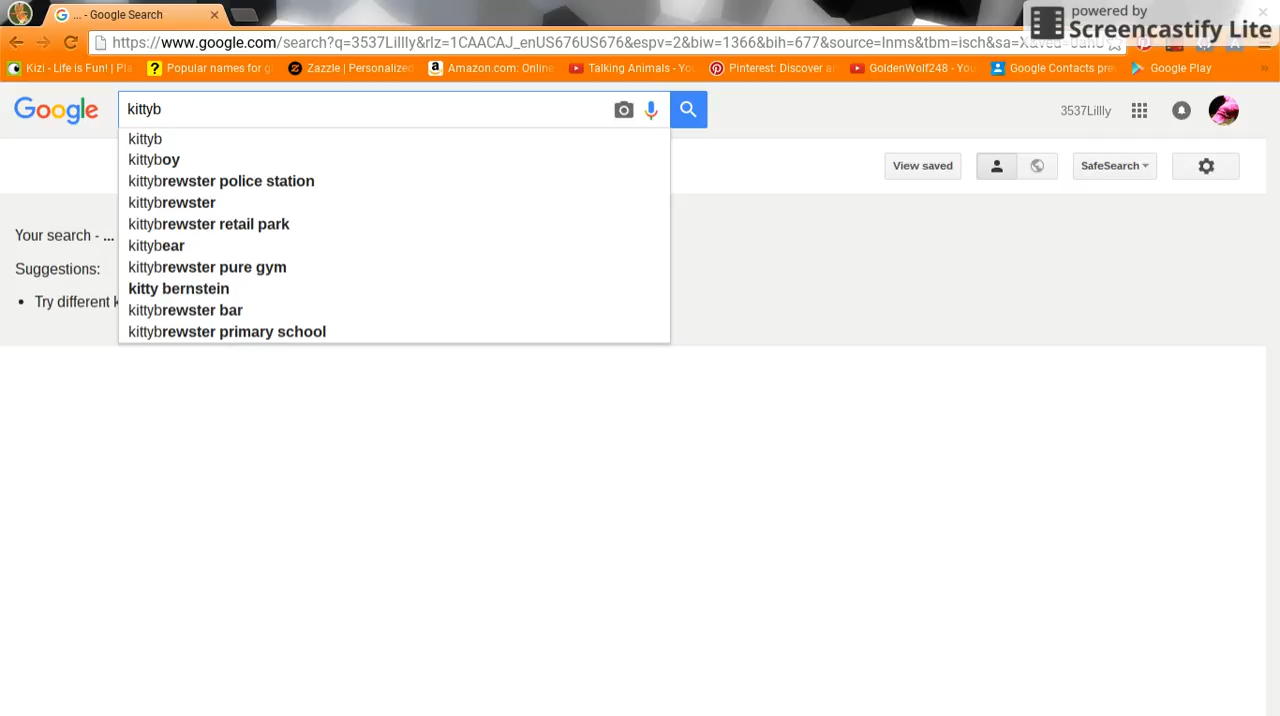 ... - Google Search
powered by
Screencastify Lite
https://www.google.com/search?q=3537Lillly&rlz=1CAACAJ_enUS676US676&espv=2&biw=1366&bih=677&source=lnms&tbm=isch&sa=X
Kizi - Life is Fun! | Pla
Popular names for g
Zazzle | Personalized
Amazon.com: Online
Talking Animals - You
Pinterest: Discover a
GoldenWolf248 - You
Google Contacts prev
Google Play
Google
kittyb
3537Lillly
kittyb
kittyboy
kittybrewster police station
kittybrewster
kittybrewster retail park
kittybear
kittybrewster pure gym
kitty bernstein
kittybrewster bar
kittybrewster primary school
View saved
SafeSearch
Your search - ...
Suggestions:
• Try different k